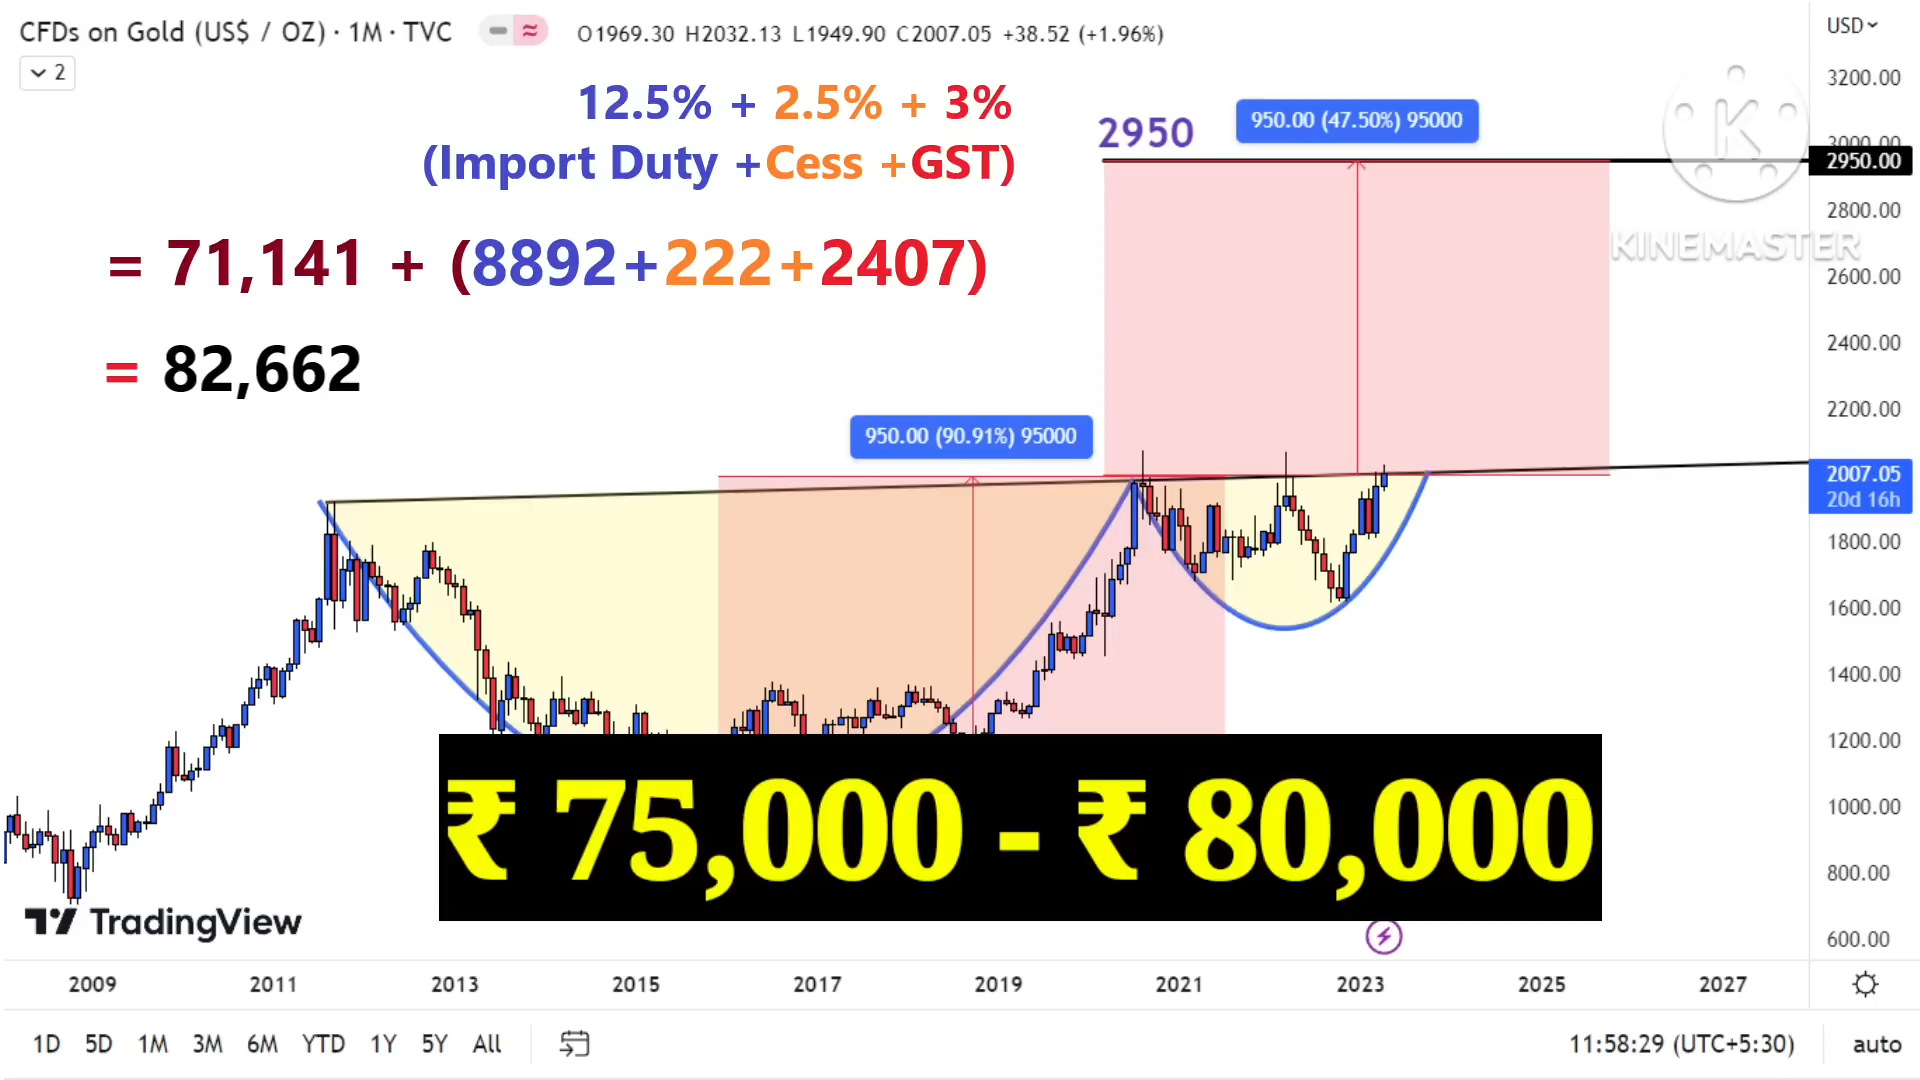 CFDs on Gold (US$ / OZ) · 1M · TVC
O1969.30 H2032.13 L1949.90 C2007.05 +38.52 (+1.96%)
USD
2
12.5% + 2.5% + 3%
(Import Duty +Cess +GST)
= 71,141 + (8892+222+2407)
= 82,662
2950
950.00 (47.50%) 95000
950.00 (90.91%) 95000
K
KINEMASTER
3200.00
3000.00
2950.00
2800.00
2600.00
2400.00
2200.00
2007.05
20d 16h
1800.00
1600.00
1400.00
1200.00
1000.00
800.00
600.00
₹ 75,000 - ₹ 80,000
TradingView
2009 2011 2013 2015 2017 2019 2021 2023 2025 2027
1D 5D 1M 3M 6M YTD 1Y 5Y All
11:58:29 (UTC+5:30)
auto